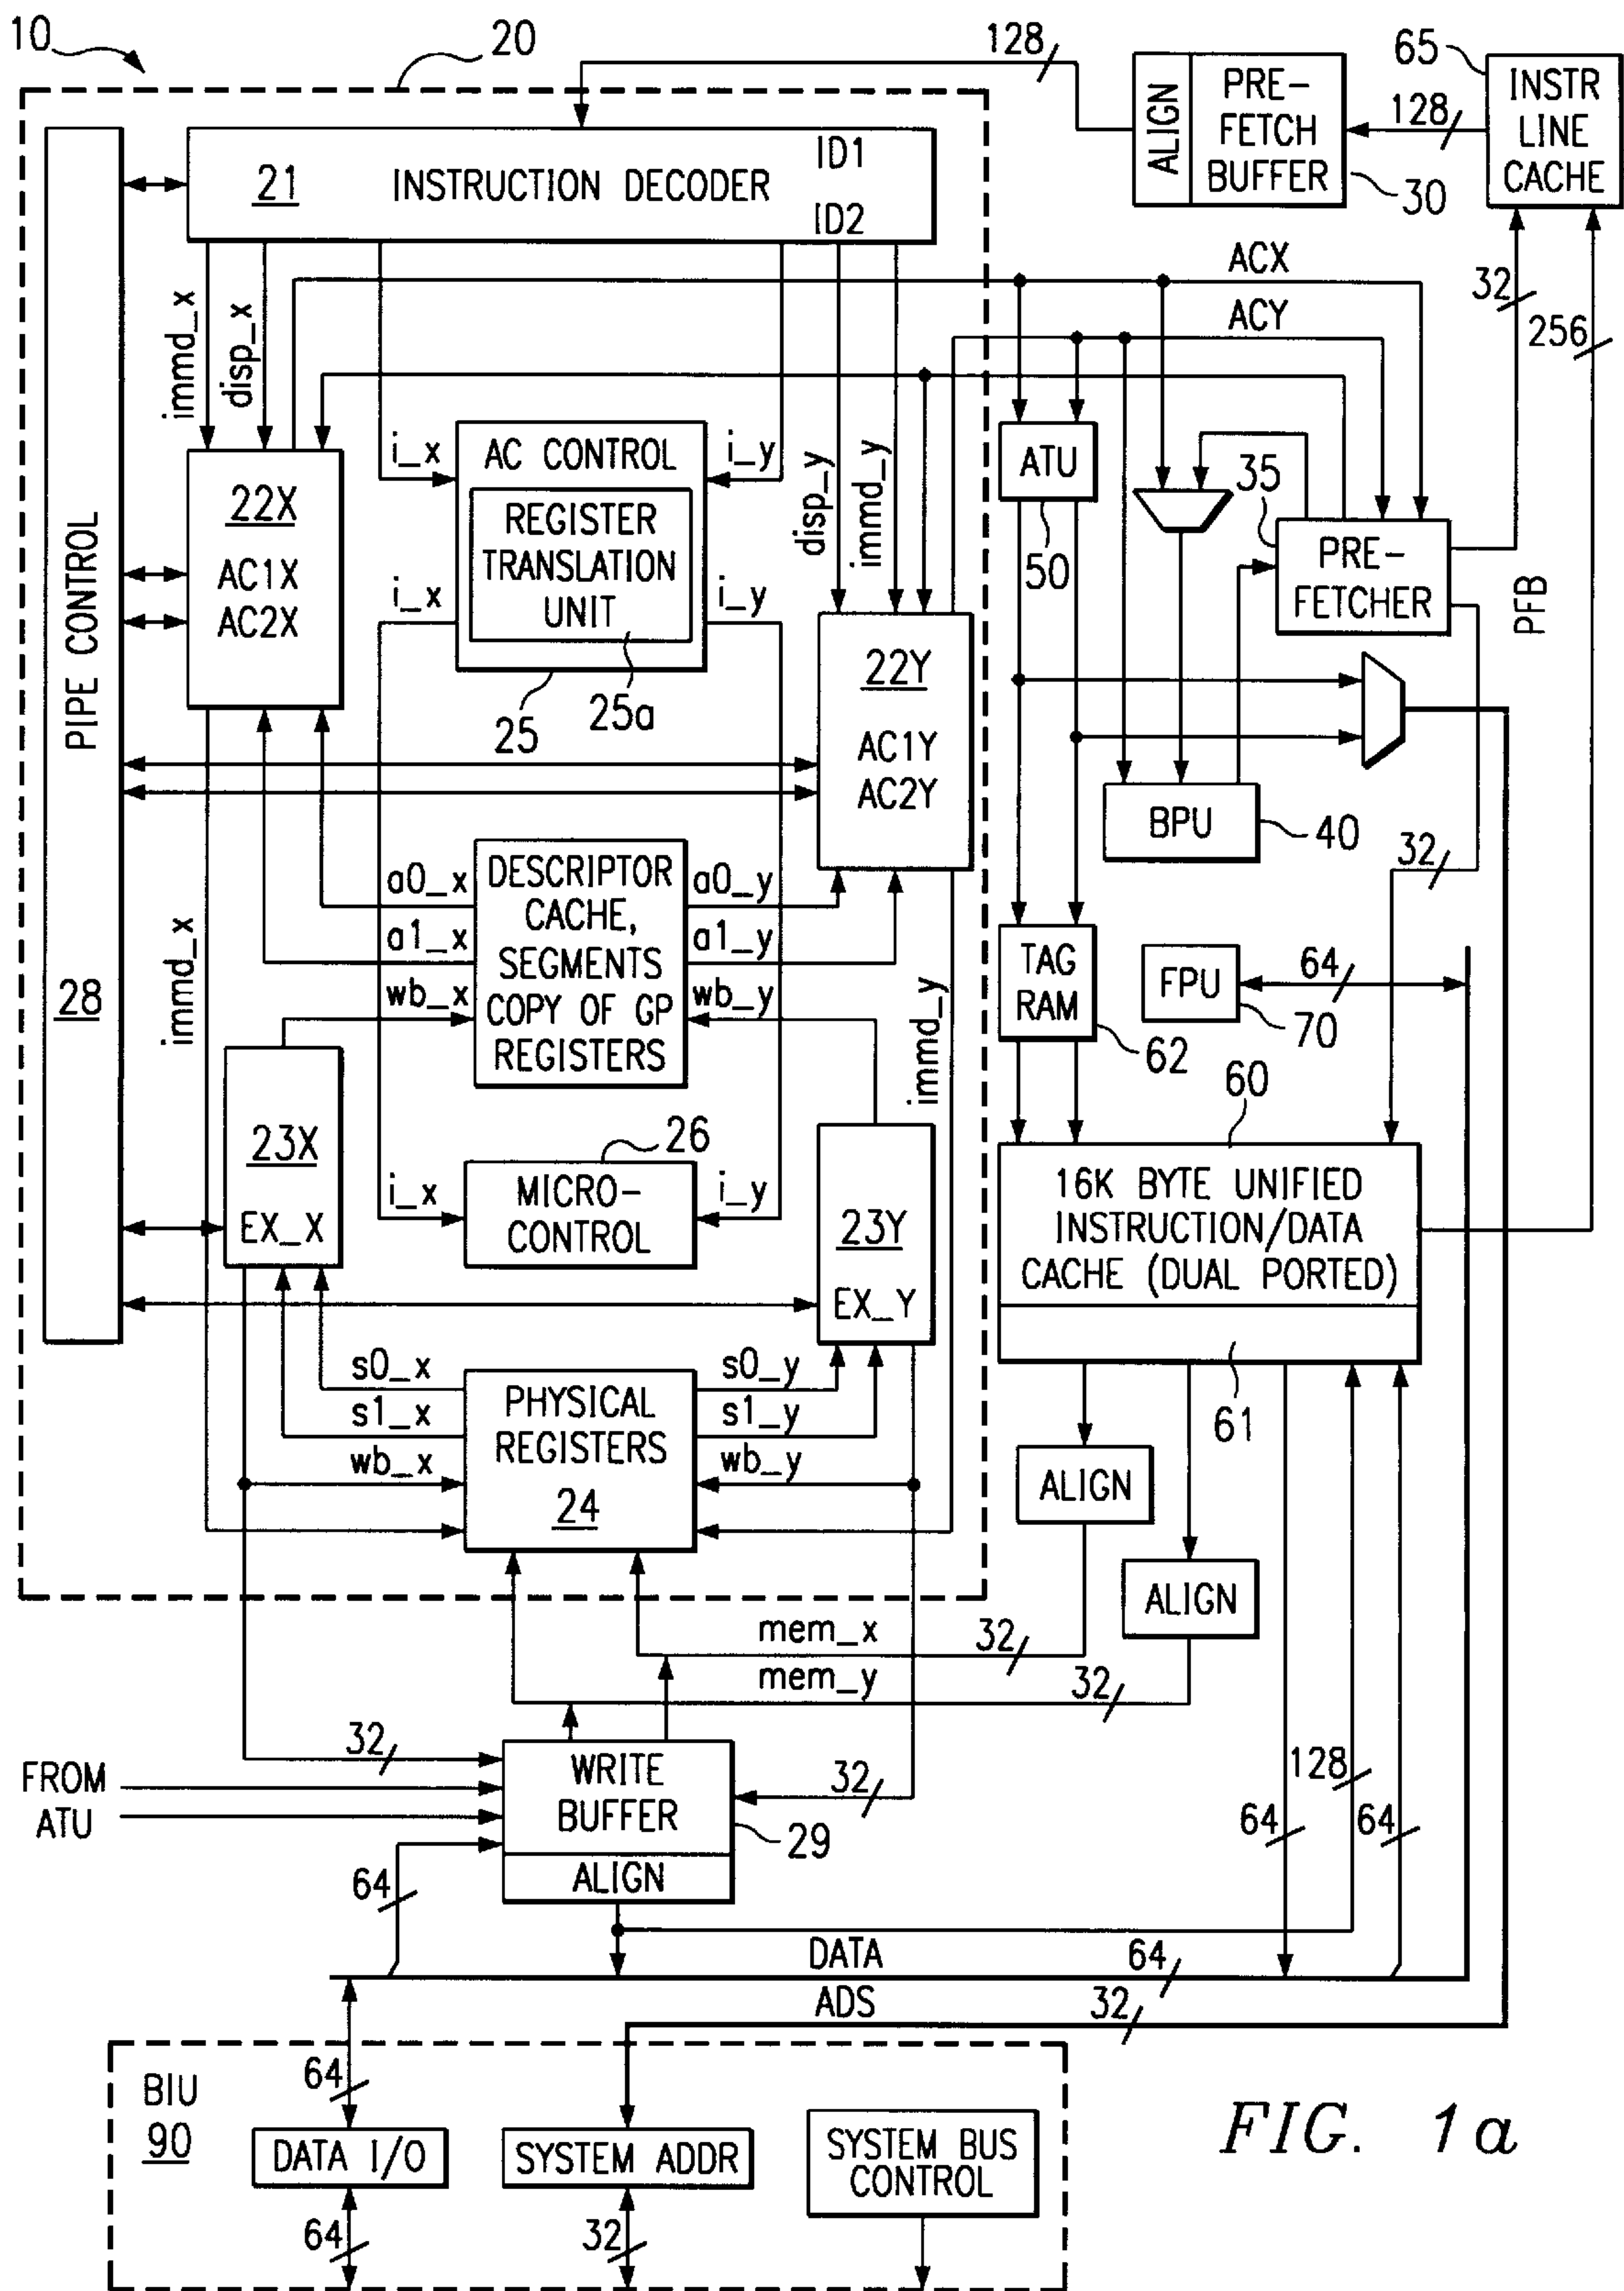 10
20
128
65
ALIGN
PRE-
FETCH
BUFFER
30
128
INSTR
LINE
CACHE
PIPE CONTROL
28
21
INSTRUCTION DECODER
ID1
ID2
immd_x
disp_x
ACX
ACY
32
256
22X
AC1X
AC2X
i_x
AC CONTROL
i_y
REGISTER
TRANSLATION
UNIT
i_x
i_y
25
25a
disp_y
immd_y
ATU
50
35
PRE-
FETCHER
PFB
22Y
AC1Y
AC2Y
BPU
40
32
immd_x
a0_x
a1_x
wb_x
DESCRIPTOR
CACHE,
SEGMENTS
COPY OF GP
REGISTERS
a0_y
a1_y
wb_y
immd_y
TAG
RAM
62
FPU
70
64
23X
EX_X
26
i_x
MICRO-
CONTROL
i_y
23Y
EX_Y
60
16K BYTE UNIFIED
INSTRUCTION/DATA
CACHE (DUAL PORTED)
61
s0_x
s1_x
wb_x
PHYSICAL
REGISTERS
24
s0_y
s1_y
wb_y
ALIGN
ALIGN
mem_x
32
mem_y
32
FROM
ATU
32
WRITE
BUFFER
ALIGN
32
29
64
128
64
64
DATA
64
ADS
32
BIU
90
64
DATA I/O
64
SYSTEM ADDR
32
SYSTEM BUS
CONTROL
FIG. 1a